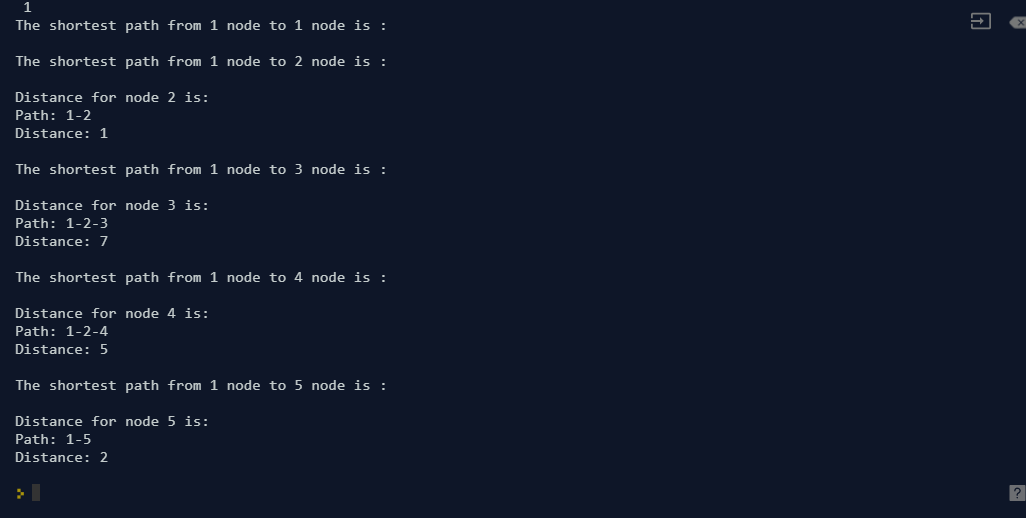 1
The shortest path from 1 node to 1 node is :
The shortest path from 1 node to 2 node is :
Distance for node 2 is:
Path: 1-2
Distance: 1
The shortest path from 1 node to 3 node is :
Distance for node 3 is:
Path: 1-2-3
Distance: 7
The shortest path from 1 node to 4 node is :
Distance for node 4 is:
Path: 1-2-4
Distance: 5
The shortest path from 1 node to 5 node is :
Distance for node 5 is:
Path: 1-5
Distance: 2
>
?